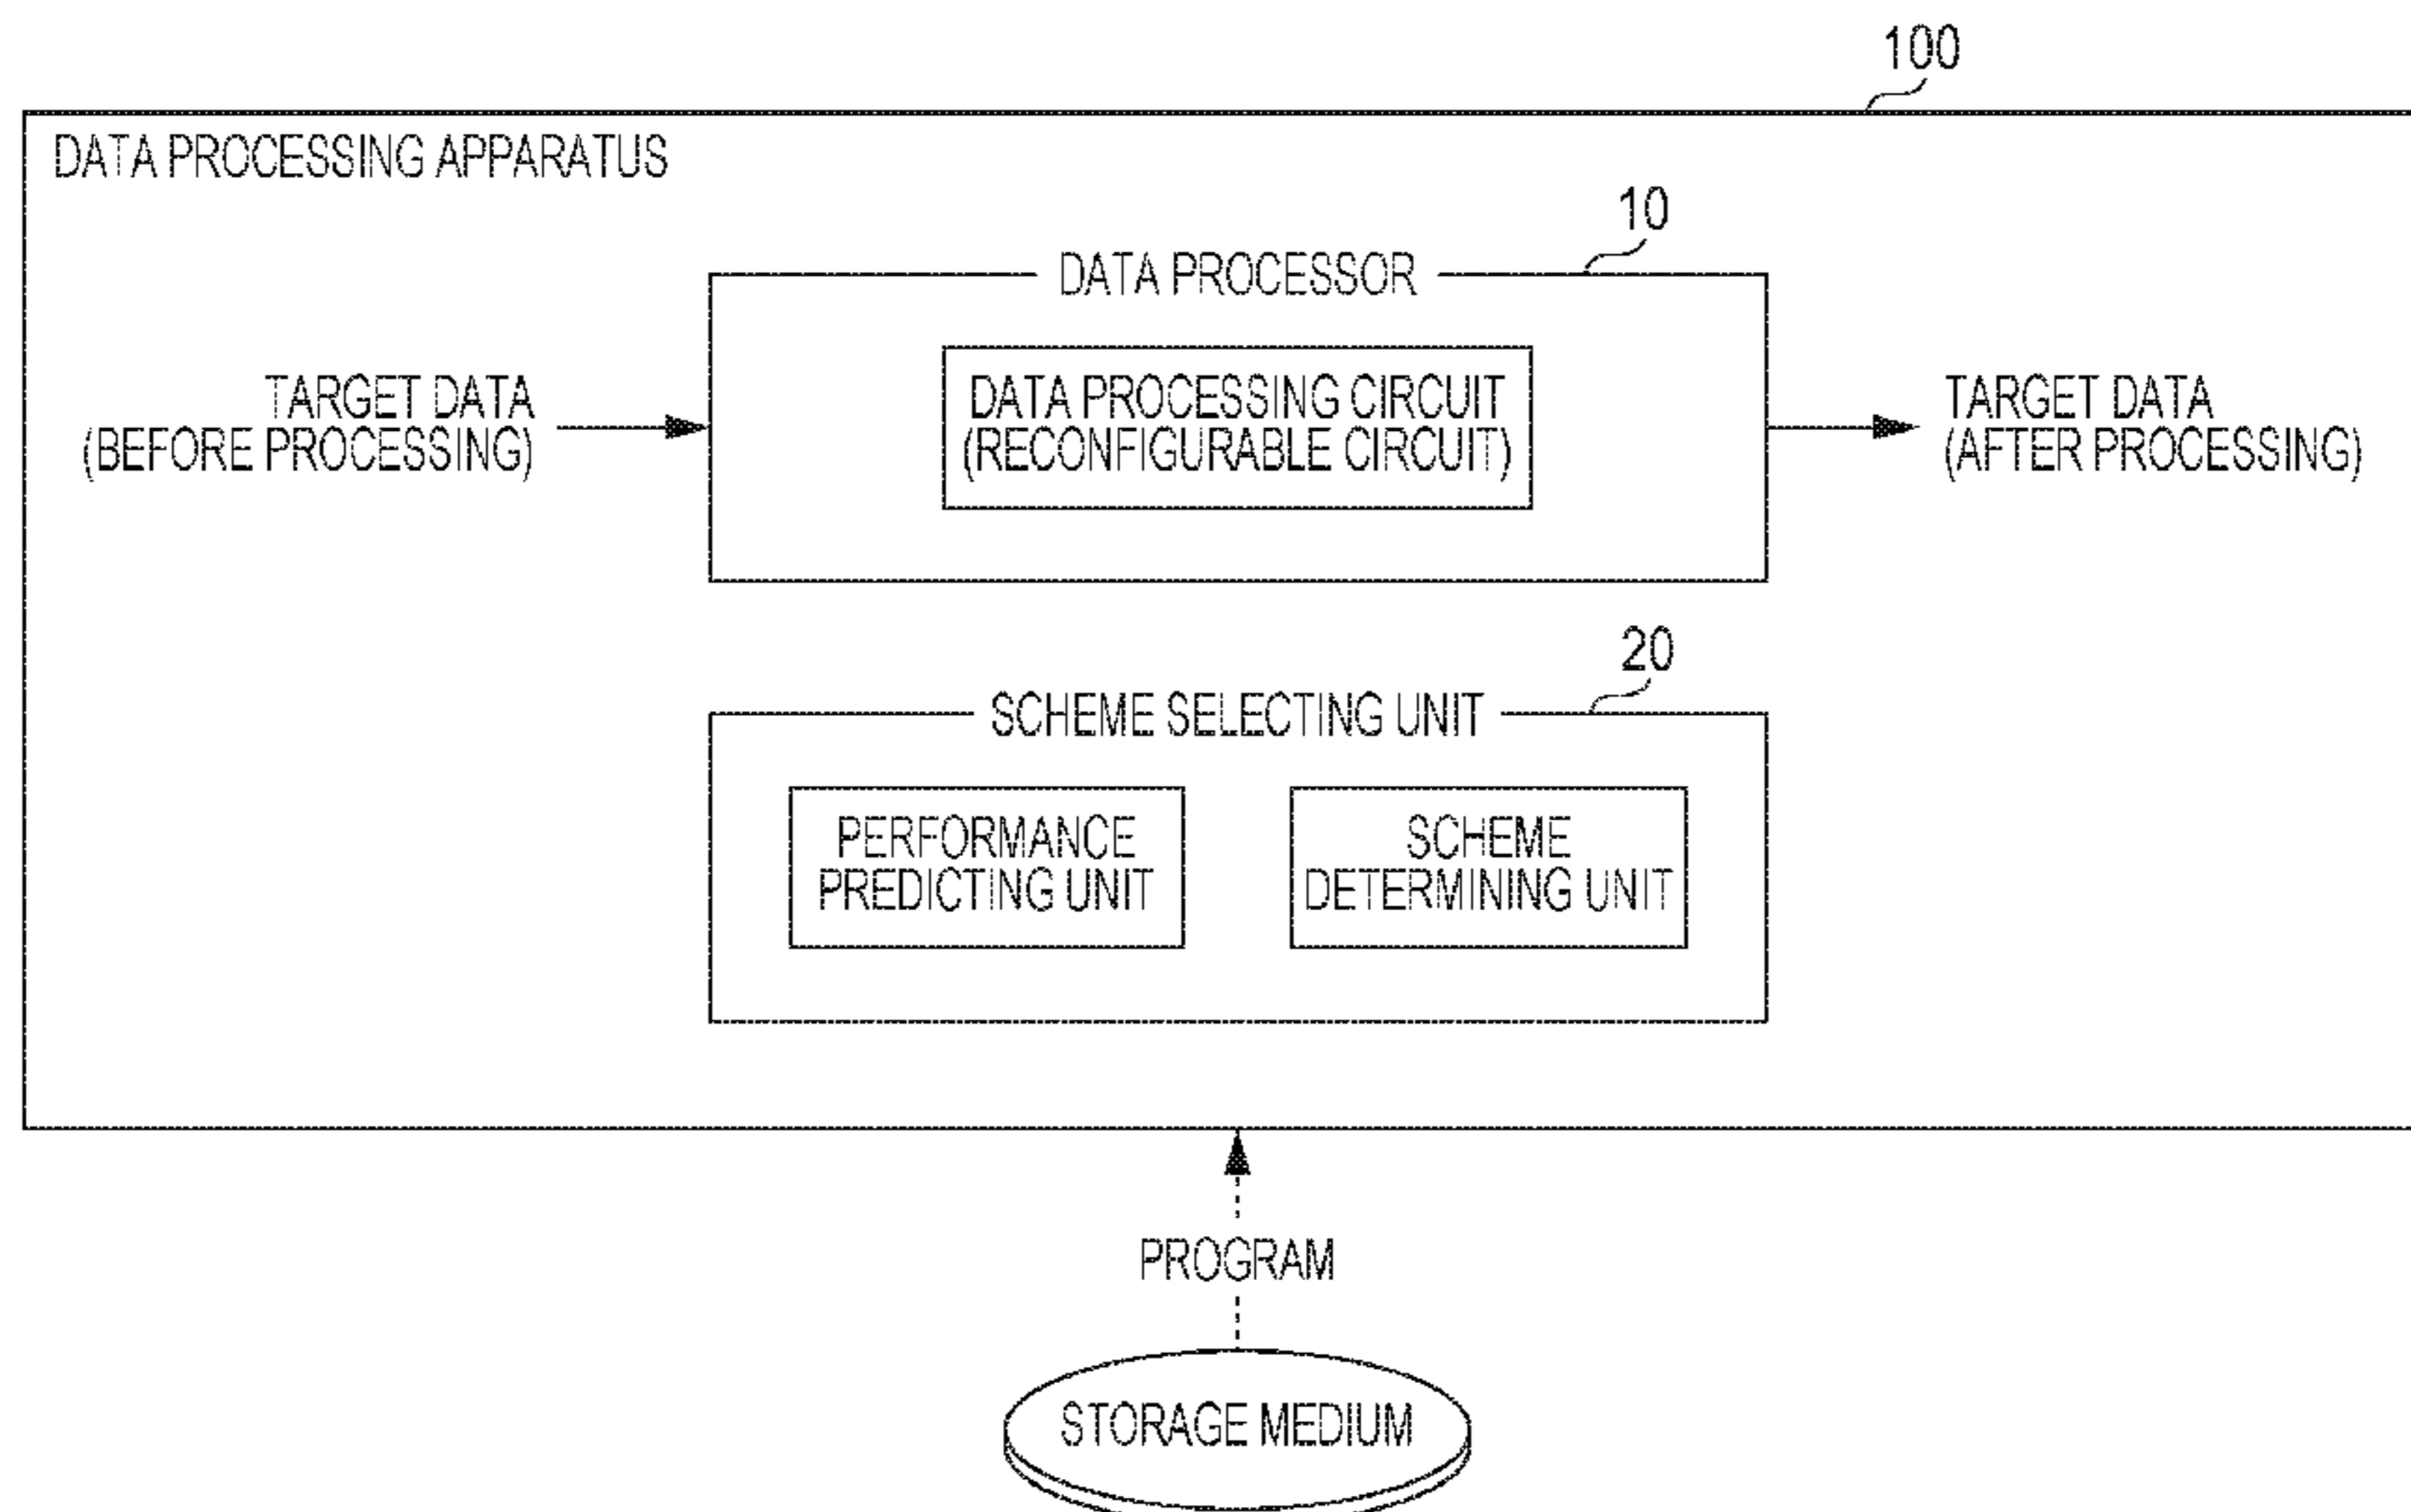 100
DATA PROCESSING APPARATUS
10
DATA PROCESSOR
TARGET DATA
(BEFORE PROCESSING)
DATA PROCESSING CIRCUIT
(RECONFIGURABLE CIRCUIT)
TARGET DATA
(AFTER PROCESSING)
20
SCHEME SELECTING UNIT
PERFORMANCE
PREDICTING UNIT
SCHEME
DETERMINING UNIT
PROGRAM
STORAGE MEDIUM